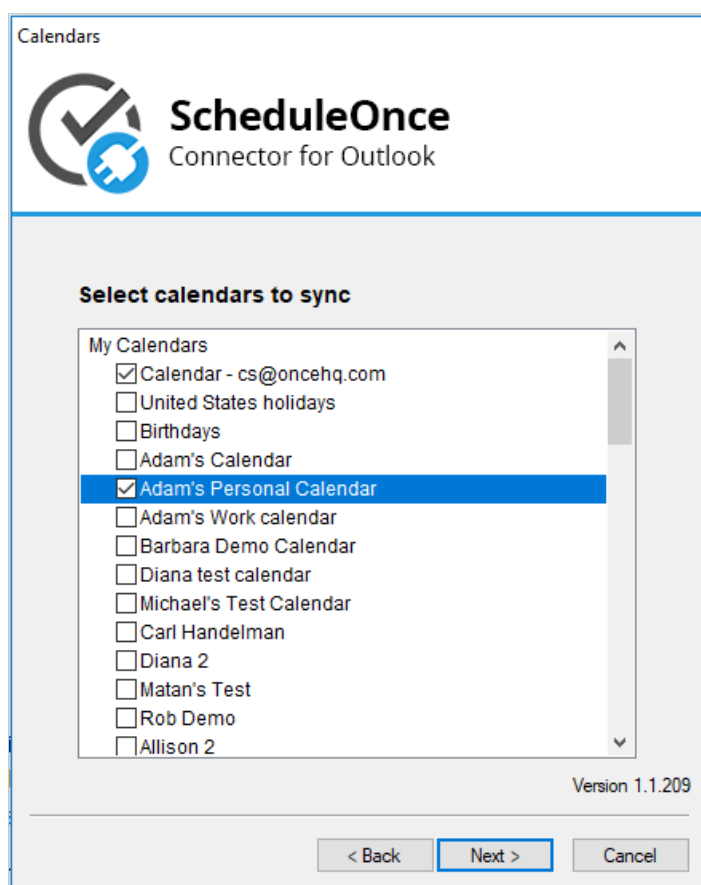 Calendars
ScheduleOnce
Connector for Outlook
Select calendars to sync
My Calendars
Calendar - cs@oncehq.com
United States holidays
Birthdays
Adam's Calendar
Adam's Personal Calendar
Adam's Work calendar
Barbara Demo Calendar
Diana test calendar
Michael's Test Calendar
Carl Handelman
Diana 2
Matan's Test
Rob Demo
Allison 2
Version 1.1.209
< Back Next > Cancel